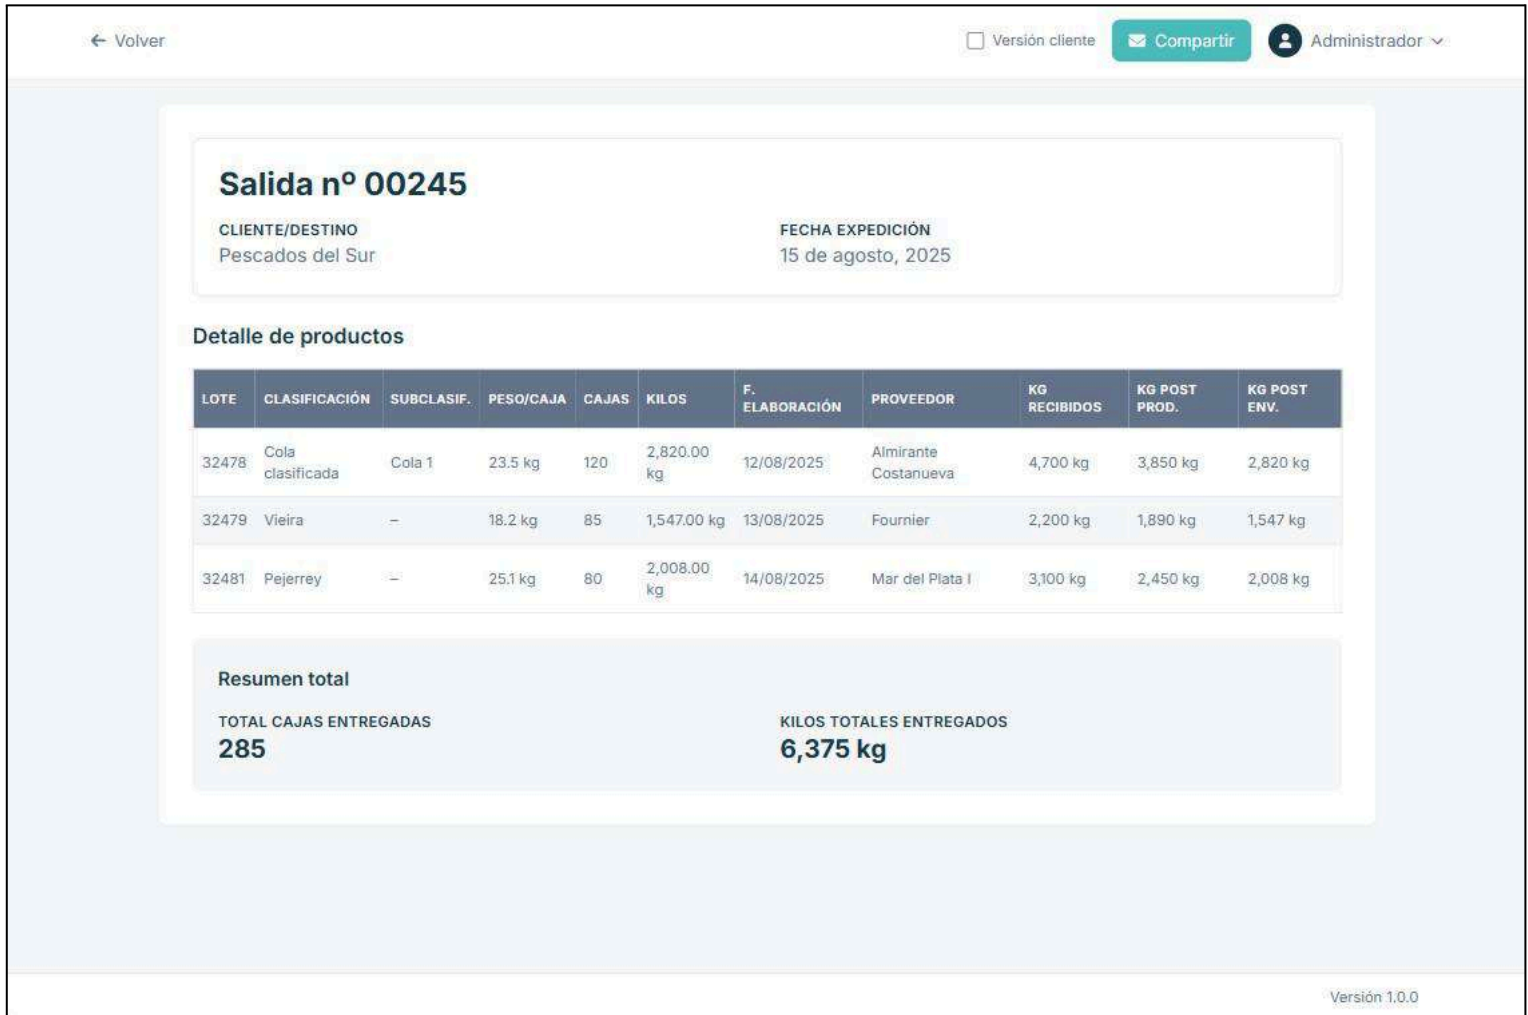 ← Volver
Versión cliente
Compartir
Administrador
Salida nº 00245
CLIENTE/DESTINO
Pescados del Sur
FECHA EXPEDICIÓN
15 de agosto, 2025
Detalle de productos
LOTE CLASIFICACIÓN SUBCLASIF. PESO/CAJA CAJAS KILOS F. ELABORACIÓN PROVEEDOR KG RECIBIDOS KG POST PROD. KG POST ENV.
32478 Cola clasificada Cola 1 23.5 kg 120 2,820.00 kg 12/08/2025 Almirante Costanueva 4,700 kg 3,850 kg 2,820 kg
32479 Vieira – 18.2 kg 85 1,547.00 kg 13/08/2025 Fournier 2,200 kg 1,890 kg 1,547 kg
32481 Pejerrey – 25.1 kg 80 2,008.00 kg 14/08/2025 Mar del Plata I 3,100 kg 2,450 kg 2,008 kg
Resumen total
TOTAL CAJAS ENTREGADAS
285
KILOS TOTALES ENTREGADOS
6,375 kg
Versión 1.0.0